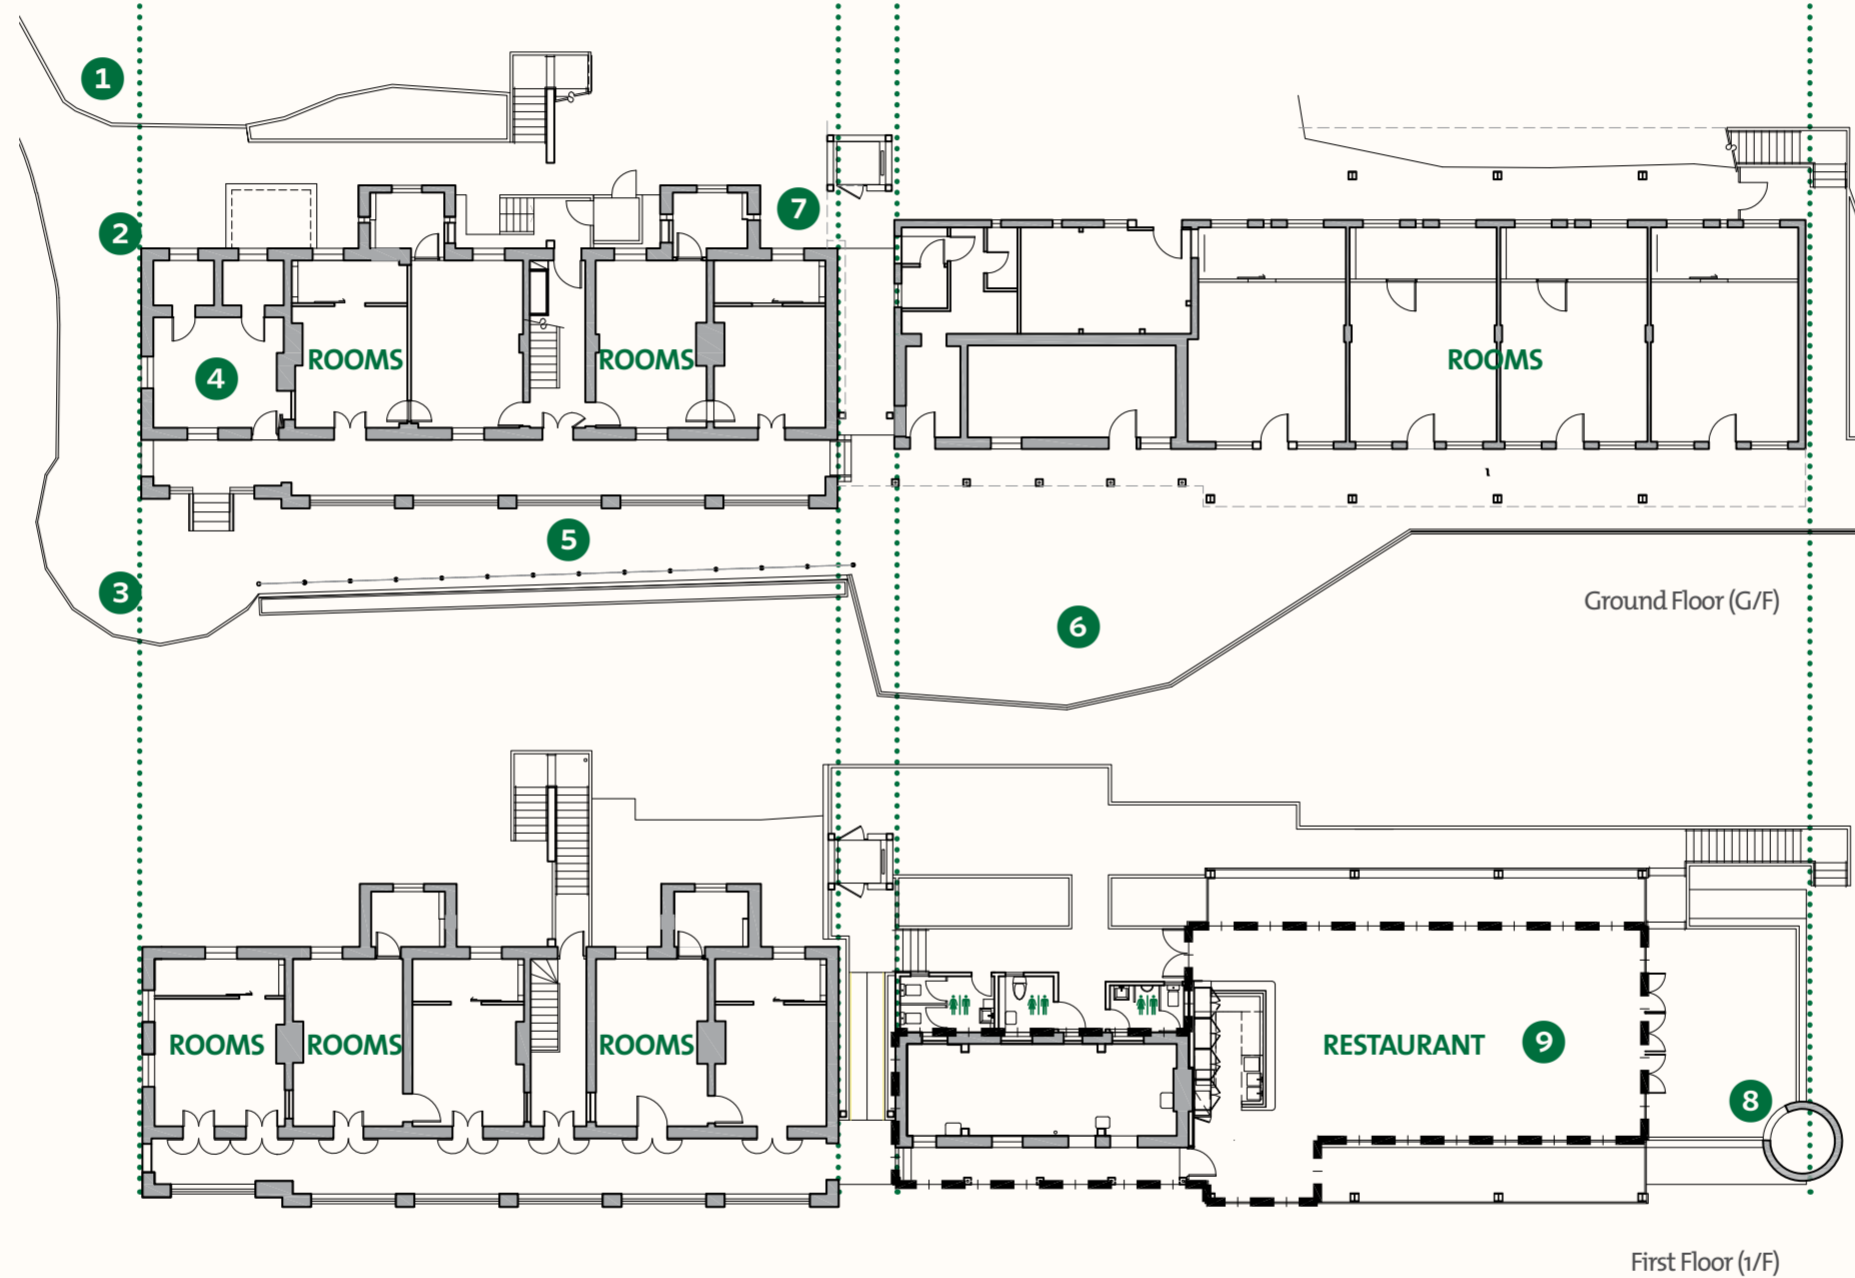 1
2
7
ROOMS
ROOMS
ROOMS
4
5
3
6
Ground Floor (G/F)
ROOMS
ROOMS
ROOMS
RESTAURANT
9
8
First Floor (1/F)